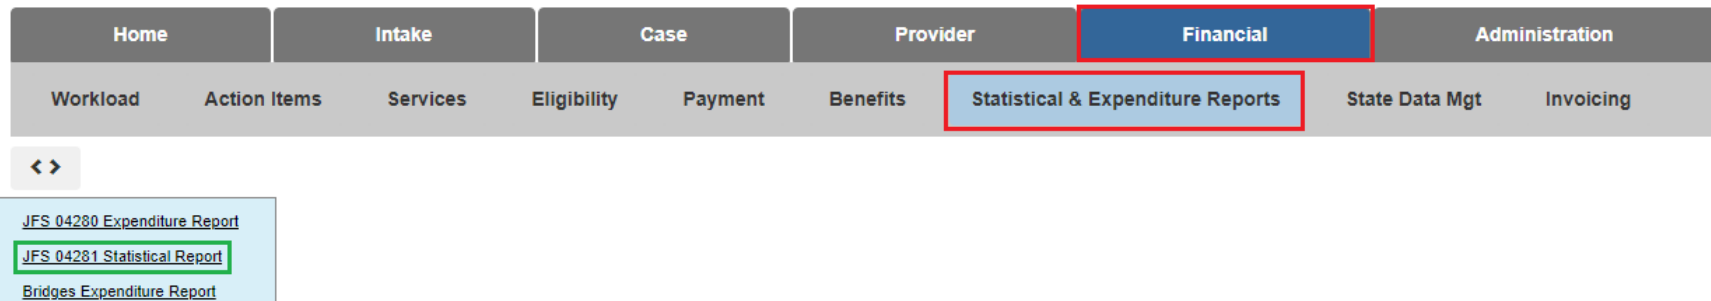 Home Intake Case Provider Financial Administration
Workload Action Items Services Eligibility Payment Benefits Statistical & Expenditure Reports State Data Mgt Invoicing
JFS 04280 Expenditure Report
JFS 04281 Statistical Report
Bridges Expenditure Report